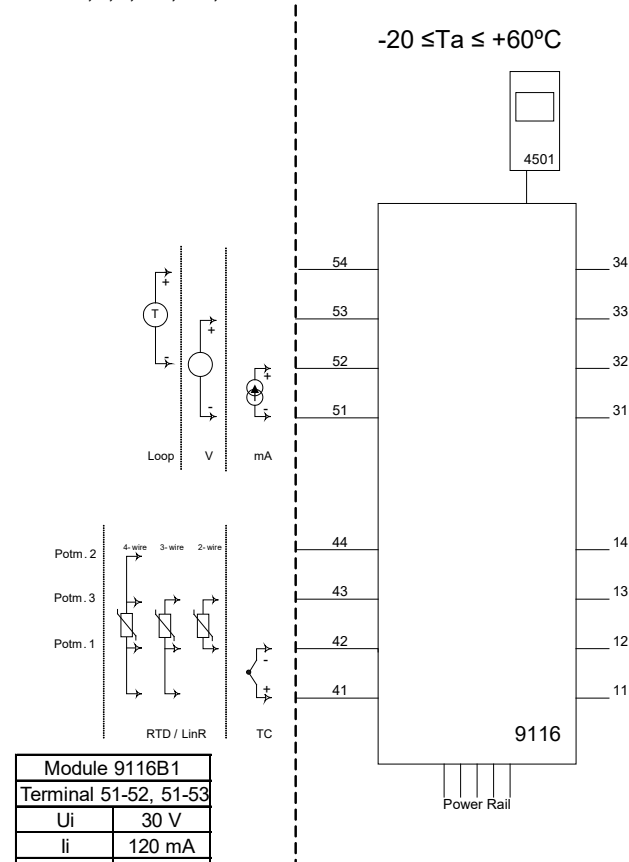 -20 ≤Ta ≤ +60ºC
4501
54
34
+
T
53
33
+
-
52
32
+
-
51
31
-
Loop V mA
44
14
Potm. 2
4-wire 3-wire 2-wire
43
13
Potm. 3
42
12
Potm. 1
-
+
41
11
RTD / LinR TC
9116
Power Rail
Module 9116B1
Terminal 51-52, 51-53
Ui 30 V
Ii 120 mA